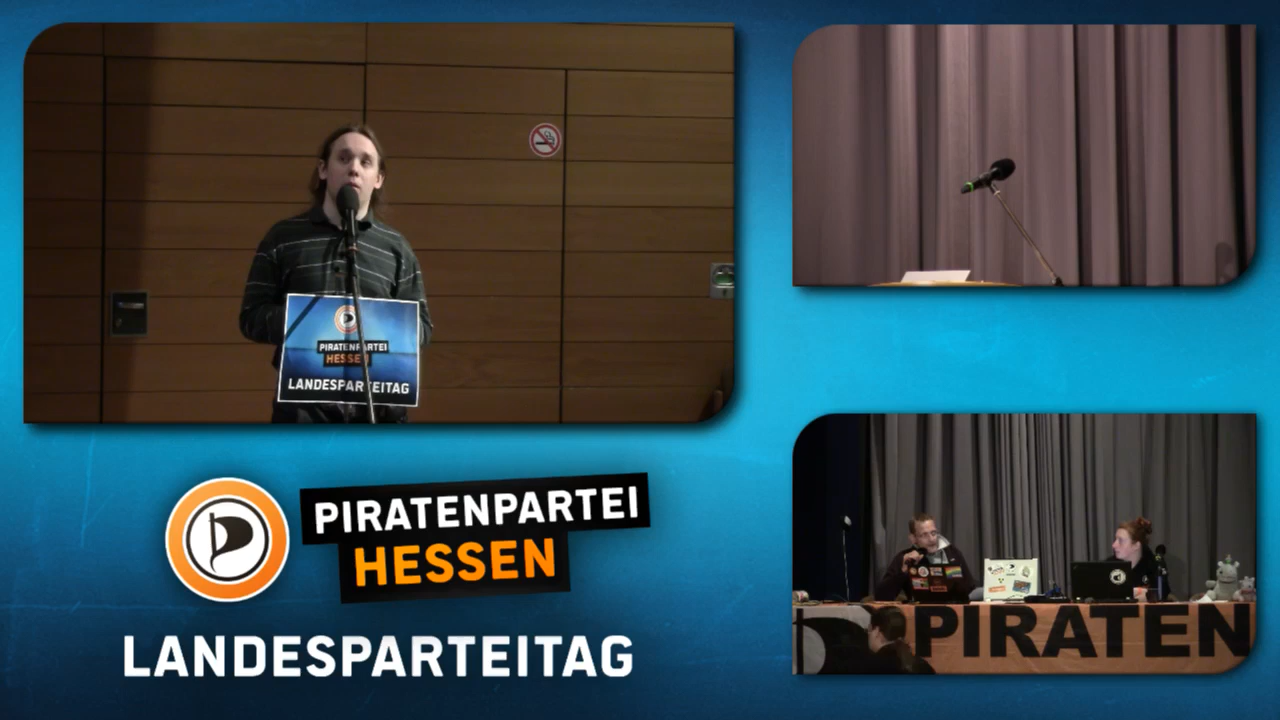 PIRATENPARTEI
HESSEN
LANDESPARTEITAG
PIRATENPARTEI
HESSEN
LANDESPARTEITAG
PIRATEN